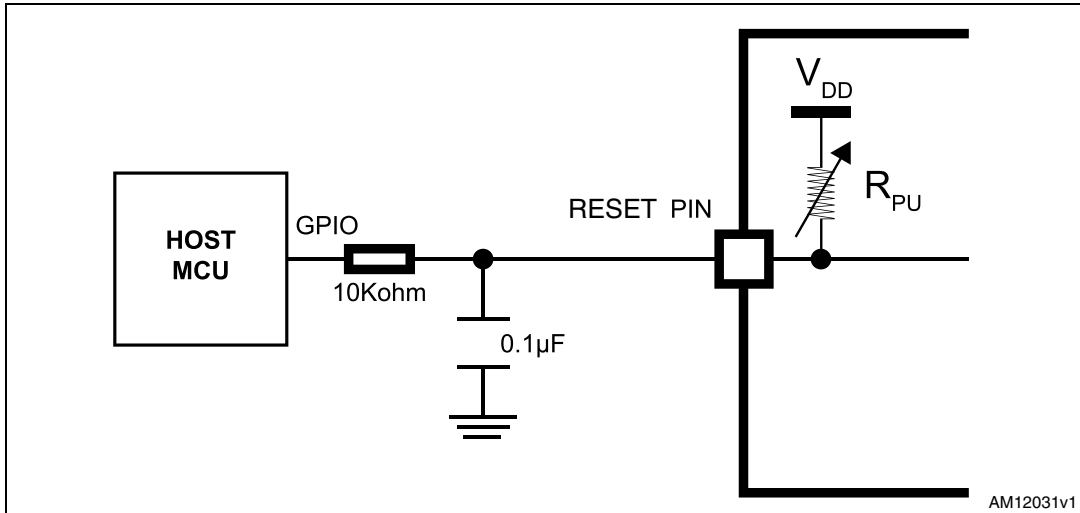 V DD
R PU
RESET PIN
GPIO
HOST
MCU
10Kohm
0.1µF
AM12031v1